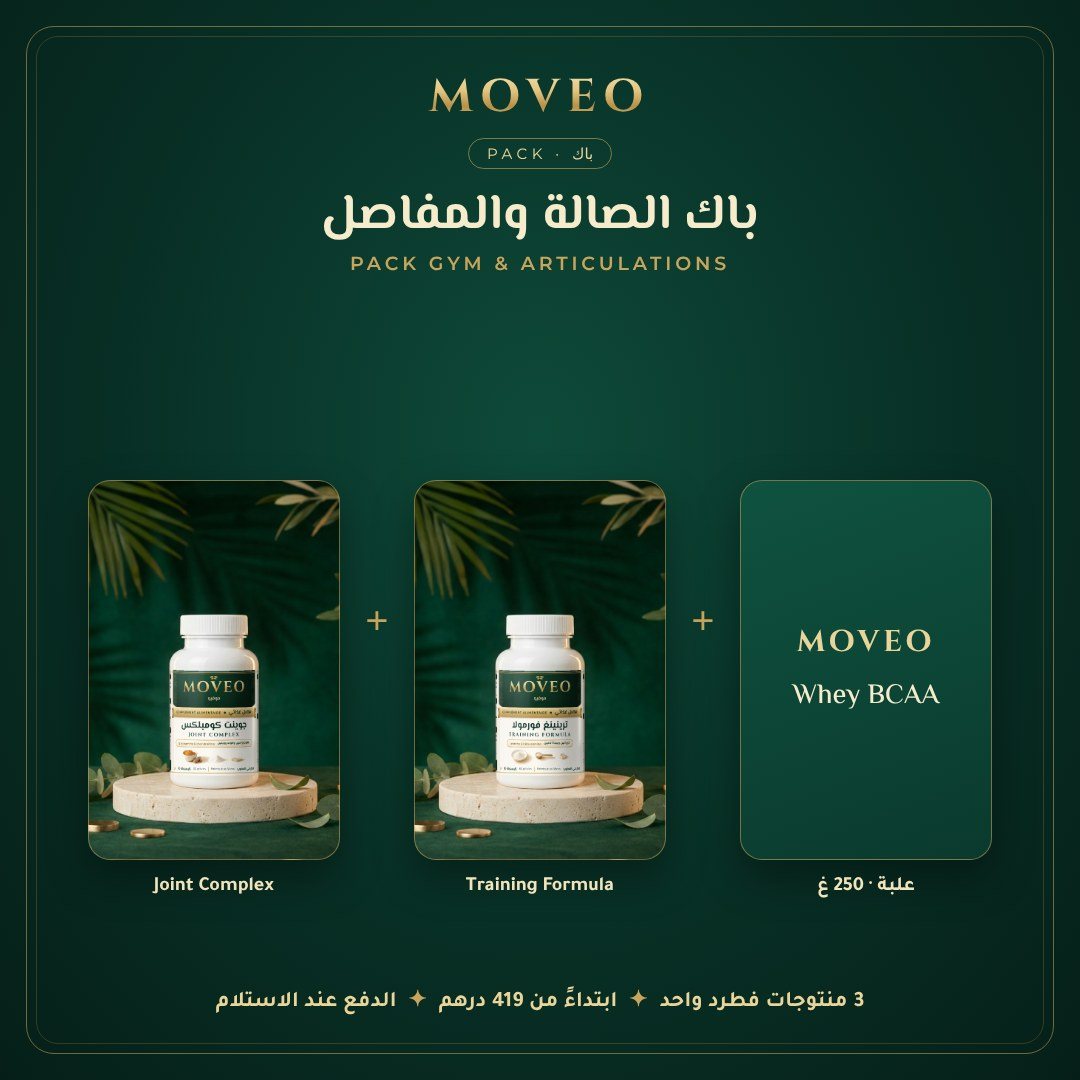 MOVEO
PACK · باك
باك الصالة والمفاصل
PACK GYM & ARTICULATIONS
MOVEO
موفيو
جوينت كومبلكس
JOINT COMPLEX
+
MOVEO
موفيو
ترينينغ فورمولا
TRAINING FORMULA
+
MOVEO
Whey BCAA
Joint Complex
Training Formula
علبة · 250 غ
3 منتوجات فطرد واحد ✦ ابتداءً من 419 درهم ✦ الدفع عند الاستلام